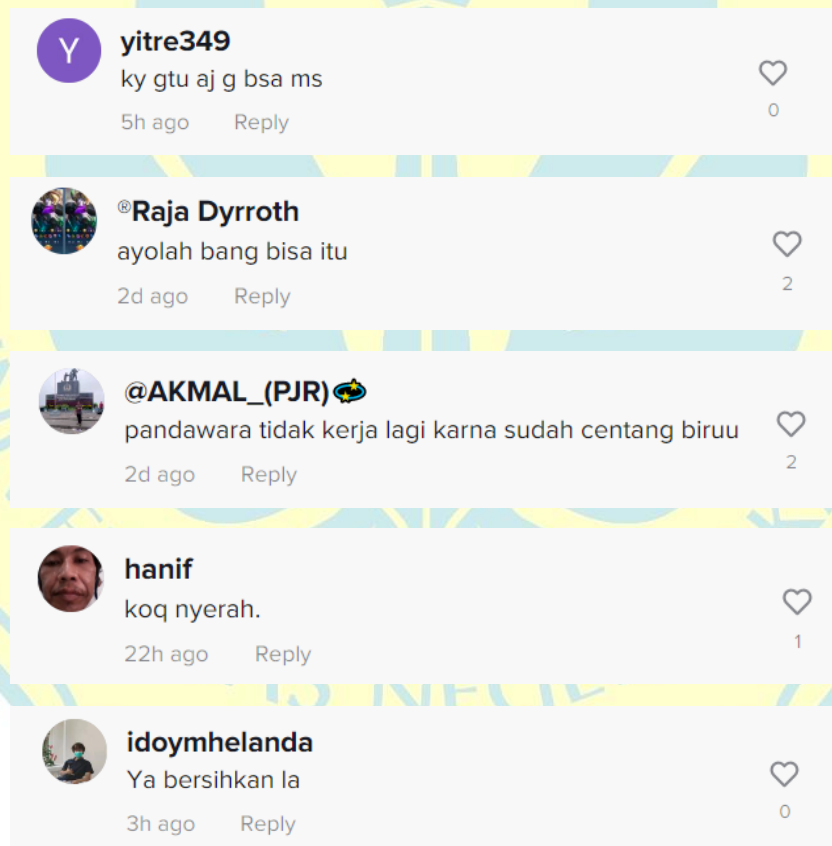 Y
yitre349
ky gtu aj g bsa ms
5h ago Reply
0
®Raja Dyrroth
ayolah bang bisa itu
2d ago Reply
2
@AKMAL_(PJR)💫
pandawara tidak kerja lagi karna sudah centang biruu
2d ago Reply
2
hanif
koq nyerah.
22h ago Reply
1
idoymhelanda
Ya bersihkan la
3h ago Reply
0